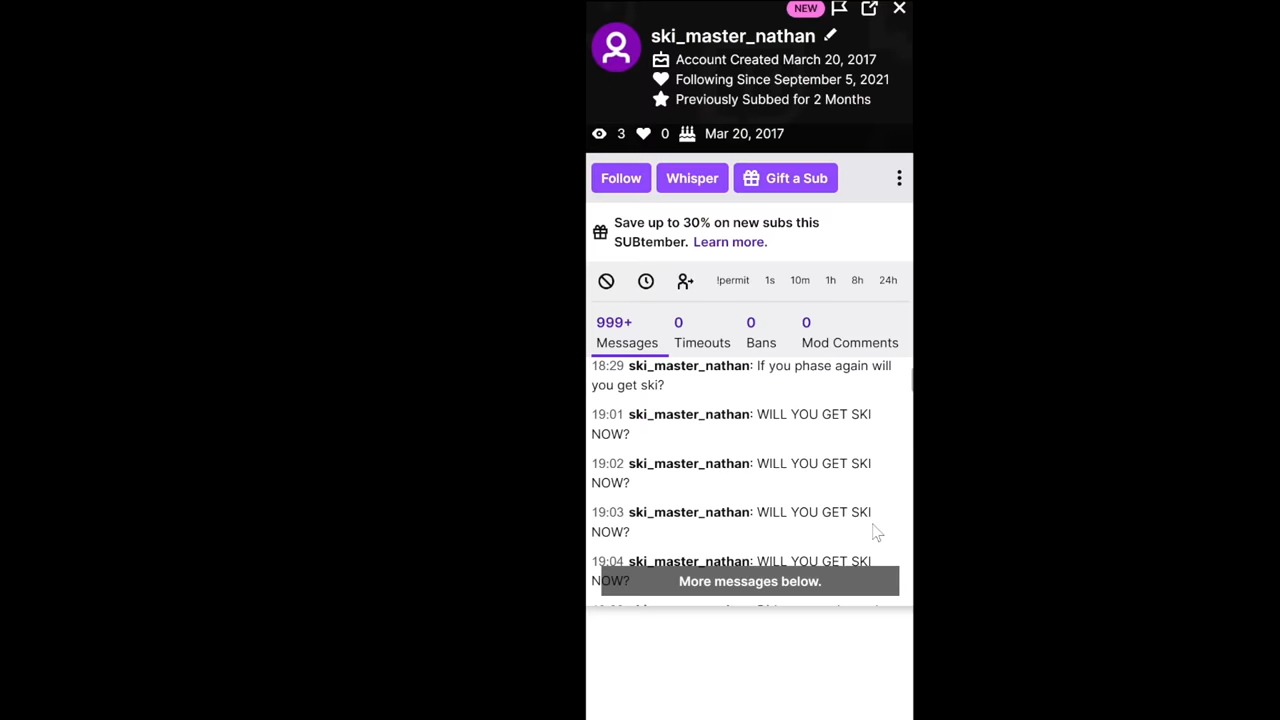 NEW
ski_master_nathan
Account Created March 20, 2017
Following Since September 5, 2021
Previously Subbed for 2 Months
3 0 Mar 20, 2017
Follow Whisper Gift a Sub
Save up to 30% on new subs this
SUBtember. Learn more.
!permit 1s 10m 1h 8h 24h
999+ 0 0 0
Messages Timeouts Bans Mod Comments
18:29 ski_master_nathan: If you phase again will
you get ski?
19:01 ski_master_nathan: WILL YOU GET SKI
NOW?
19:02 ski_master_nathan: WILL YOU GET SKI
NOW?
19:03 ski_master_nathan: WILL YOU GET SKI
NOW?
19:04 ski_master_nathan: WILL YOU GET SKI
NOW? More messages below.